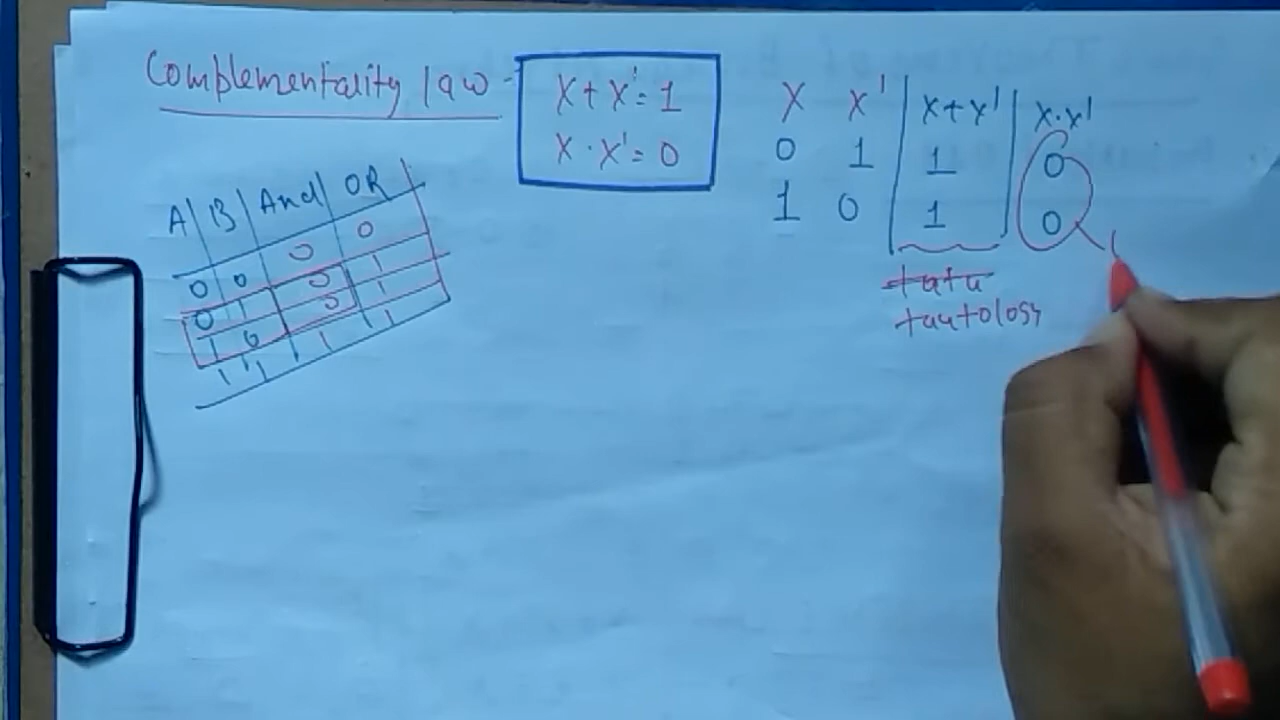 Complementality law - X + X' = 1
X · X' = 0
X X' X+X' X·X'
0 1 1 0
1 0 1 0
tatu
tautology
A B And OR
0 0 0 0
0 1 0 1
1 0 0 1
1 1 1 1